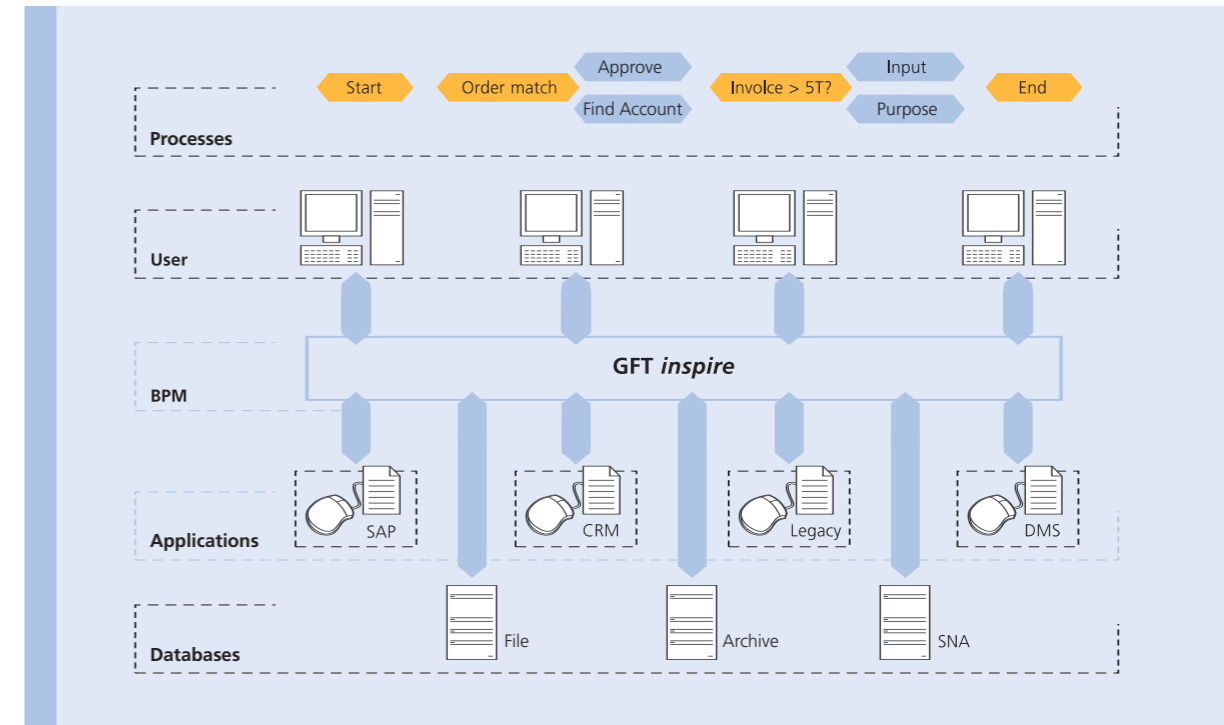 Approve
Input
Start
Order match
Invoice > 5T?
End
Find Account
Purpose
Processes
User
GFT inspire
BPM
SAP
CRM
Legacy
DMS
Applications
File
Archive
SNA
Databases